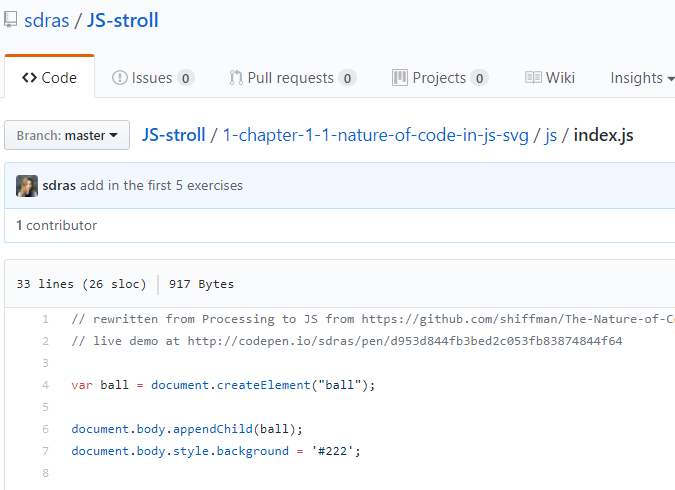 sdras / JS-stroll
<> Code Issues 0 Pull requests 0 Projects 0 Wiki Insights
Branch: master JS-stroll / 1-chapter-1-1-nature-of-code-in-js-svg / js / index.js
sdras add in the first 5 exercises
1 contributor
33 lines (26 sloc) 917 Bytes
1 // rewritten from Processing to JS from https://github.com/shiffman/The-Nature-of-C
2 // live demo at http://codepen.io/sdras/pen/d953d844fb3bed2c053fb83874844f64
3
4 var ball = document.createElement("ball");
5
6 document.body.appendChild(ball);
7 document.body.style.background = '#222';
8